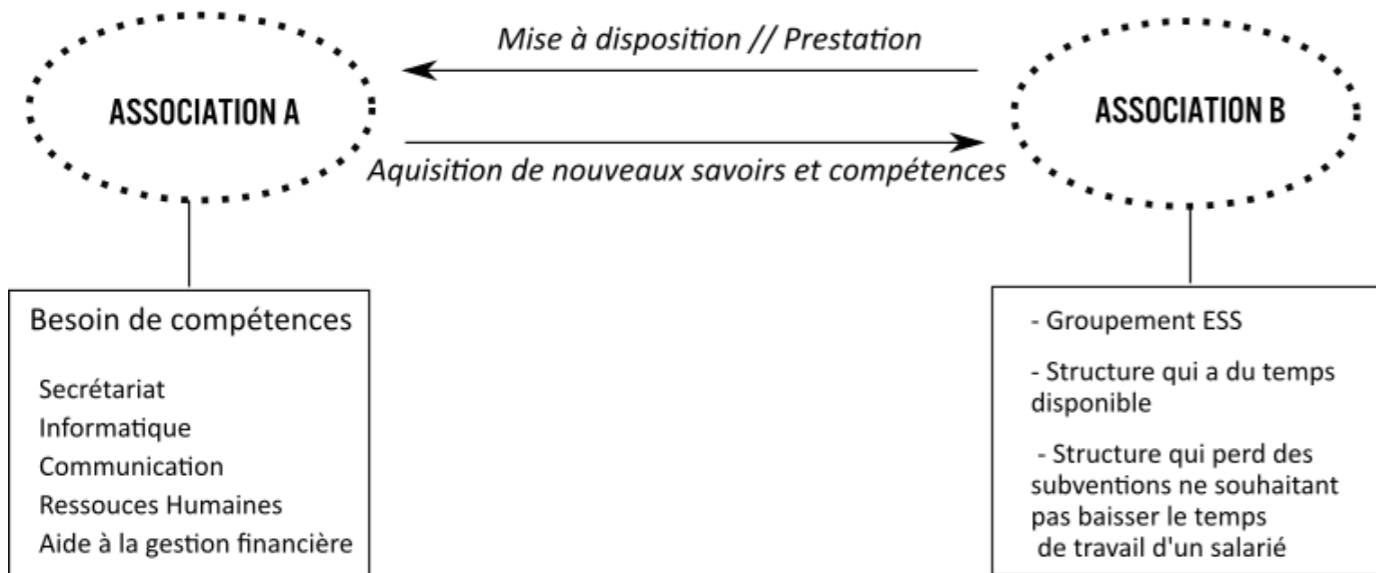 Mise à disposition // Prestation
ASSOCIATION A
ASSOCIATION B
Aquisition de nouveaux savoirs et compétences
Besoin de compétences
Secrétariat
Informatique
Communication
Ressouces Humaines
Aide à la gestion financière
- Groupement ESS
- Structure qui a du temps
disponible
- Structure qui perd des
subventions ne souhaitant
pas baisser le temps
de travail d'un salarié